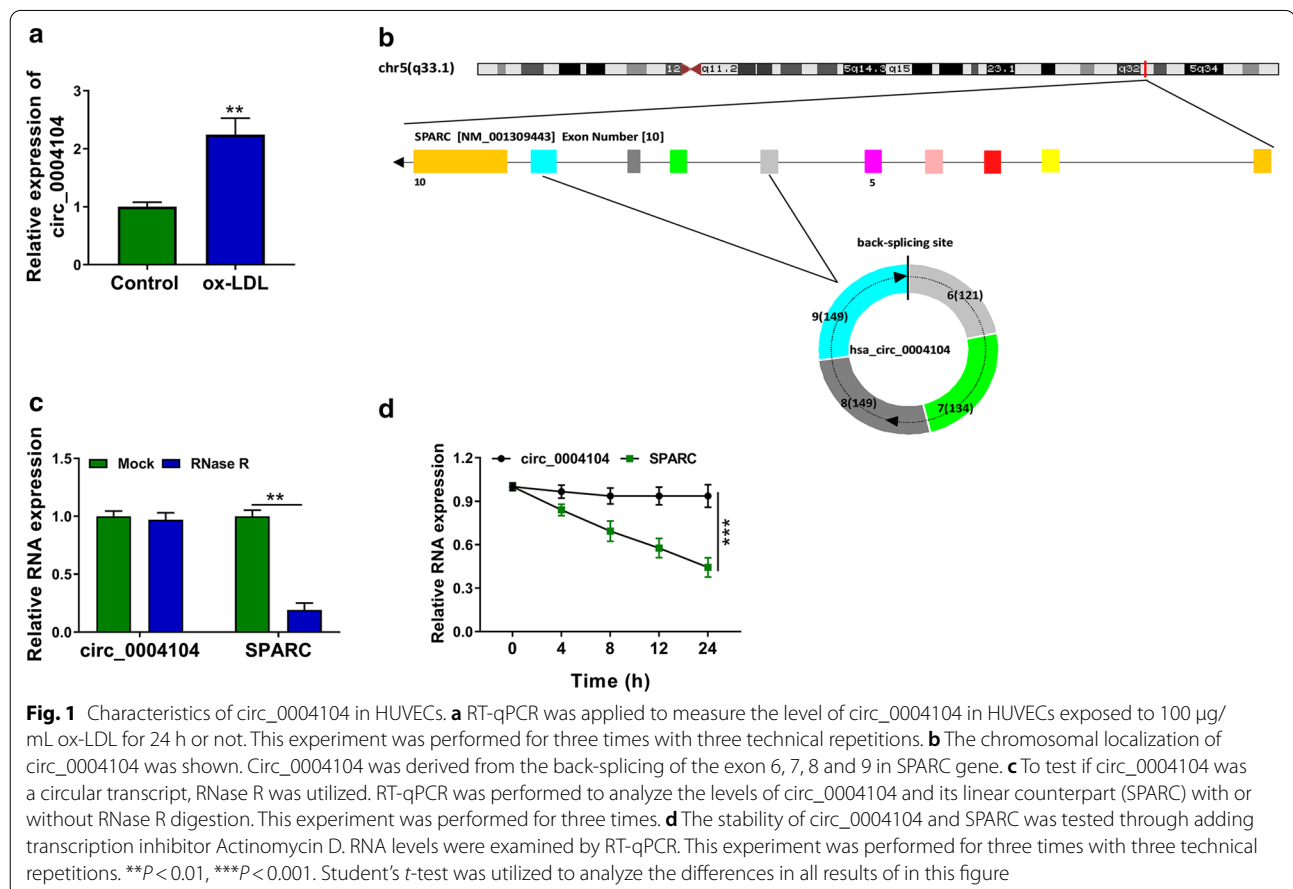 a
Relative expression of
circ_0004104
3
2
1
0
**
Control
ox-LDL
b
chr5(q33.1)
12
q11.2
5q14.3
q15
23.1
q32
5q34
SPARC [NM_001309443] Exon Number [10]
10
5
back-splicing site
6(121)
9(149)
hsa_circ_0004104
8(149)
7(134)
c
Relative RNA expression
1.5
1.0
0.5
0.0
Mock
RNase R
**
circ_0004104
SPARC
d
Relative RNA expression
1.2
0.9
0.6
0.3
0.0
circ_0004104
SPARC
***
0 4 8 12 24
Time (h)
Fig. 1 Characteristics of circ_0004104 in HUVECs. a RT-qPCR was applied to measure the level of circ_0004104 in HUVECs exposed to 100 µg/
mL ox-LDL for 24 h or not. This experiment was performed for three times with three technical repetitions. b The chromosomal localization of
circ_0004104 was shown. Circ_0004104 was derived from the back-splicing of the exon 6, 7, 8 and 9 in SPARC gene. c To test if circ_0004104 was
a circular transcript, RNase R was utilized. RT-qPCR was performed to analyze the levels of circ_0004104 and its linear counterpart (SPARC) with or
without RNase R digestion. This experiment was performed for three times. d The stability of circ_0004104 and SPARC was tested through adding
transcription inhibitor Actinomycin D. RNA levels were examined by RT-qPCR. This experiment was performed for three times with three technical
repetitions. **P < 0.01, ***P < 0.001. Student's t-test was utilized to analyze the differences in all results of in this figure